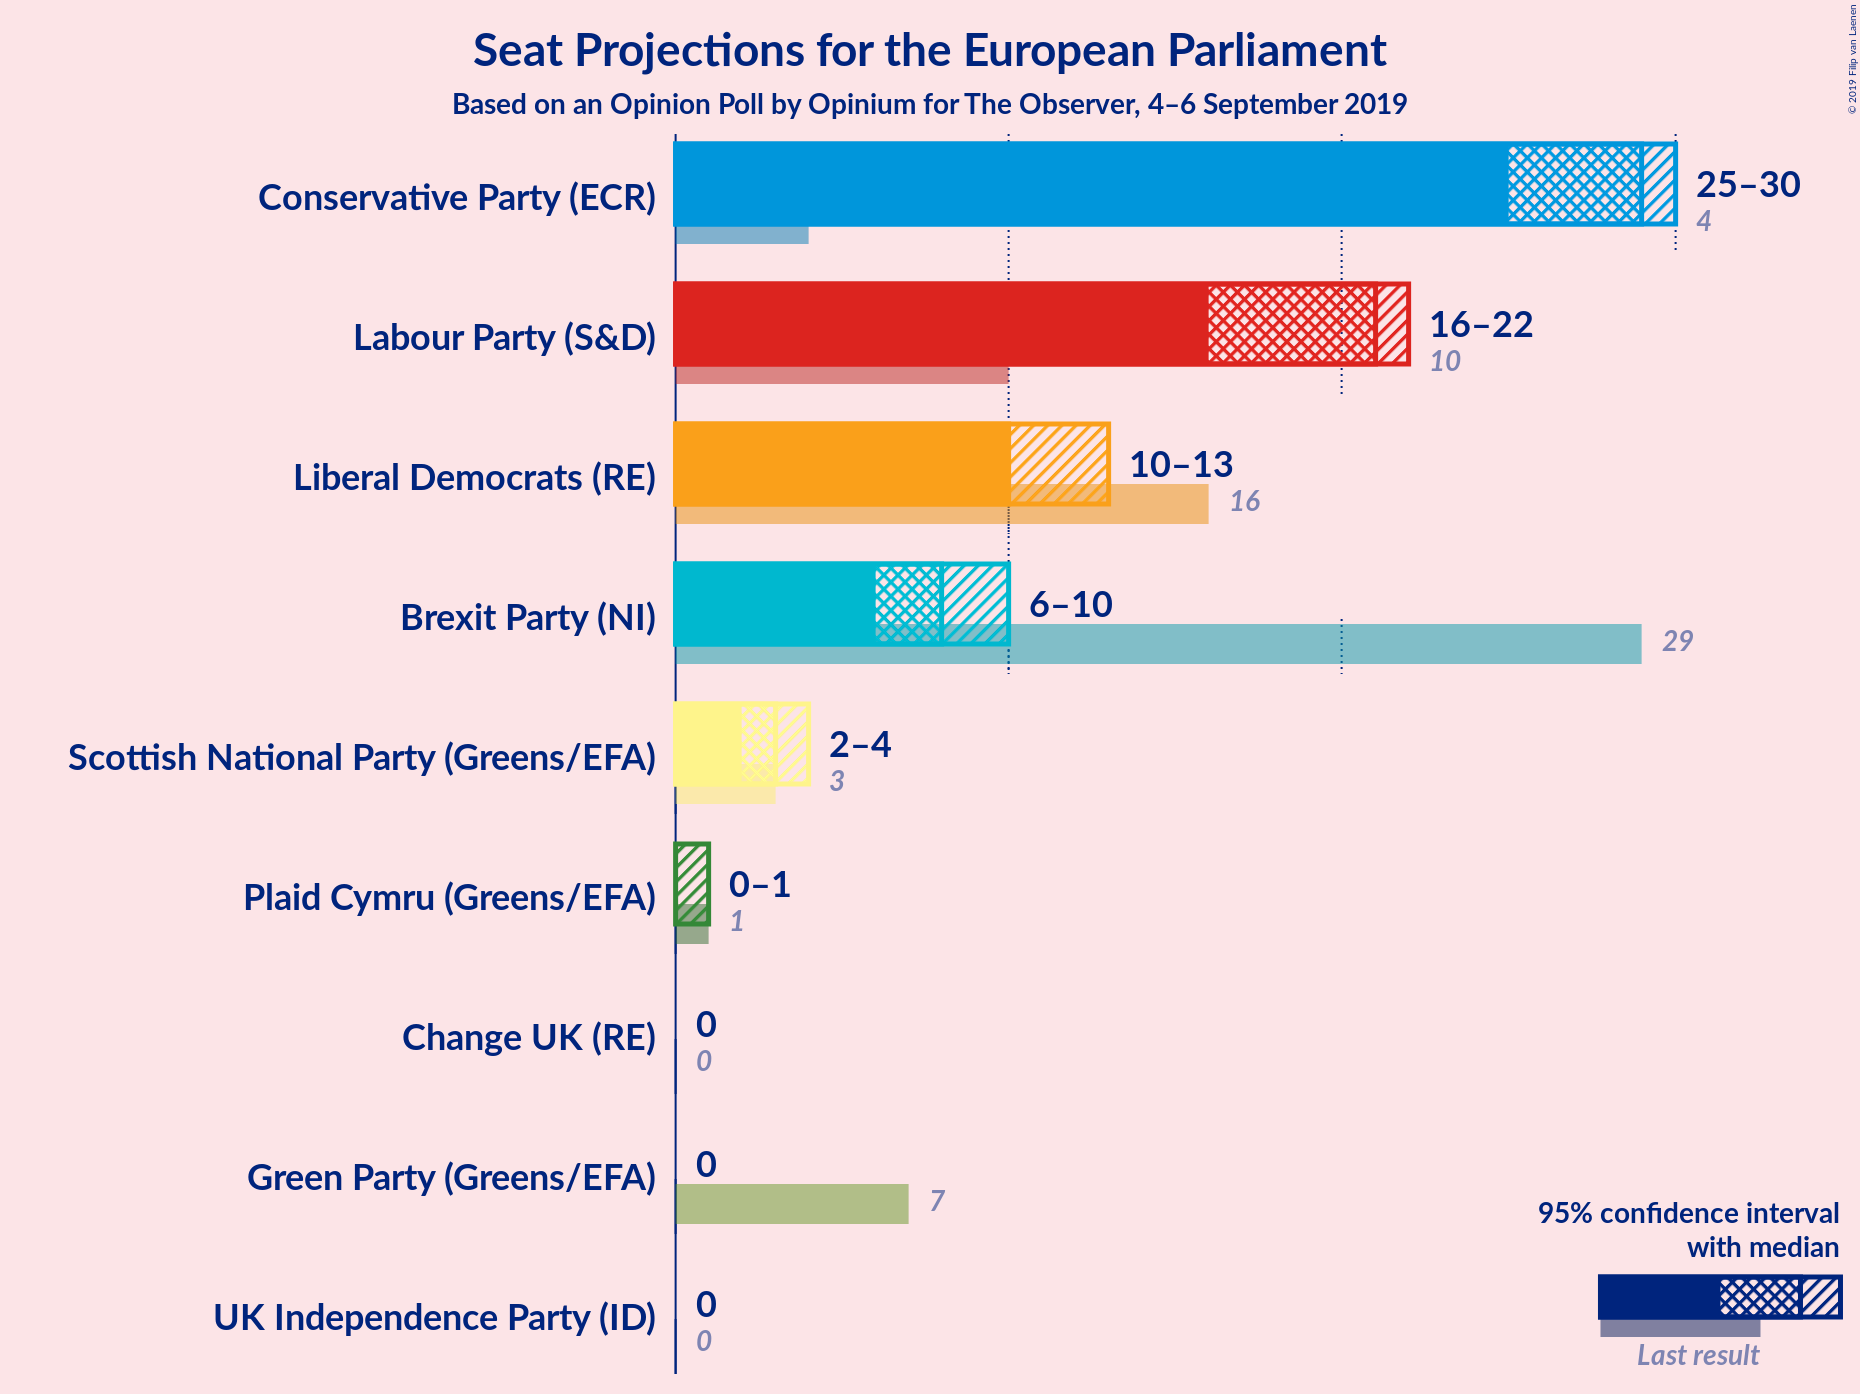 Seat Projections for the European Parliament
Based on an Opinion Poll by Opinium for The Observer, 4–6 September 2019
© 2019 Filip van Laenen
Conservative Party (ECR)
25–30
4
Labour Party (S&D)
16–22
10
Liberal Democrats (RE)
10–13
16
Brexit Party (NI)
6–10
29
Scottish National Party (Greens/EFA)
2–4
3
Plaid Cymru (Greens/EFA)
0–1
1
Change UK (RE)
0
0
Green Party (Greens/EFA)
0
7
UK Independence Party (ID)
0
0
95% confidence interval
with median
Last result